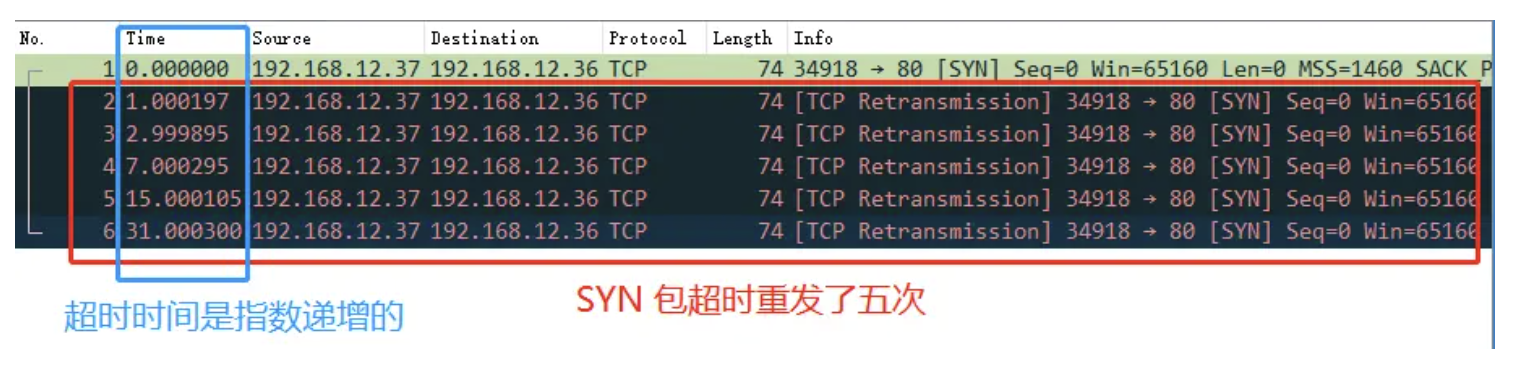 No. Time Source Destination Protocol Length Info
1 0.000000 192.168.12.37 192.168.12.36 TCP 74 34918 → 80 [SYN] Seq=0 Win=65160 Len=0 MSS=1460 SACK_P
2 1.000197 192.168.12.37 192.168.12.36 TCP 74 [TCP Retransmission] 34918 → 80 [SYN] Seq=0 Win=65160
3 2.999895 192.168.12.37 192.168.12.36 TCP 74 [TCP Retransmission] 34918 → 80 [SYN] Seq=0 Win=65160
4 7.000295 192.168.12.37 192.168.12.36 TCP 74 [TCP Retransmission] 34918 → 80 [SYN] Seq=0 Win=65160
5 15.000105 192.168.12.37 192.168.12.36 TCP 74 [TCP Retransmission] 34918 → 80 [SYN] Seq=0 Win=65160
6 31.000300 192.168.12.37 192.168.12.36 TCP 74 [TCP Retransmission] 34918 → 80 [SYN] Seq=0 Win=65160
SYN 包超时重发了五次
超时时间是指数递增的